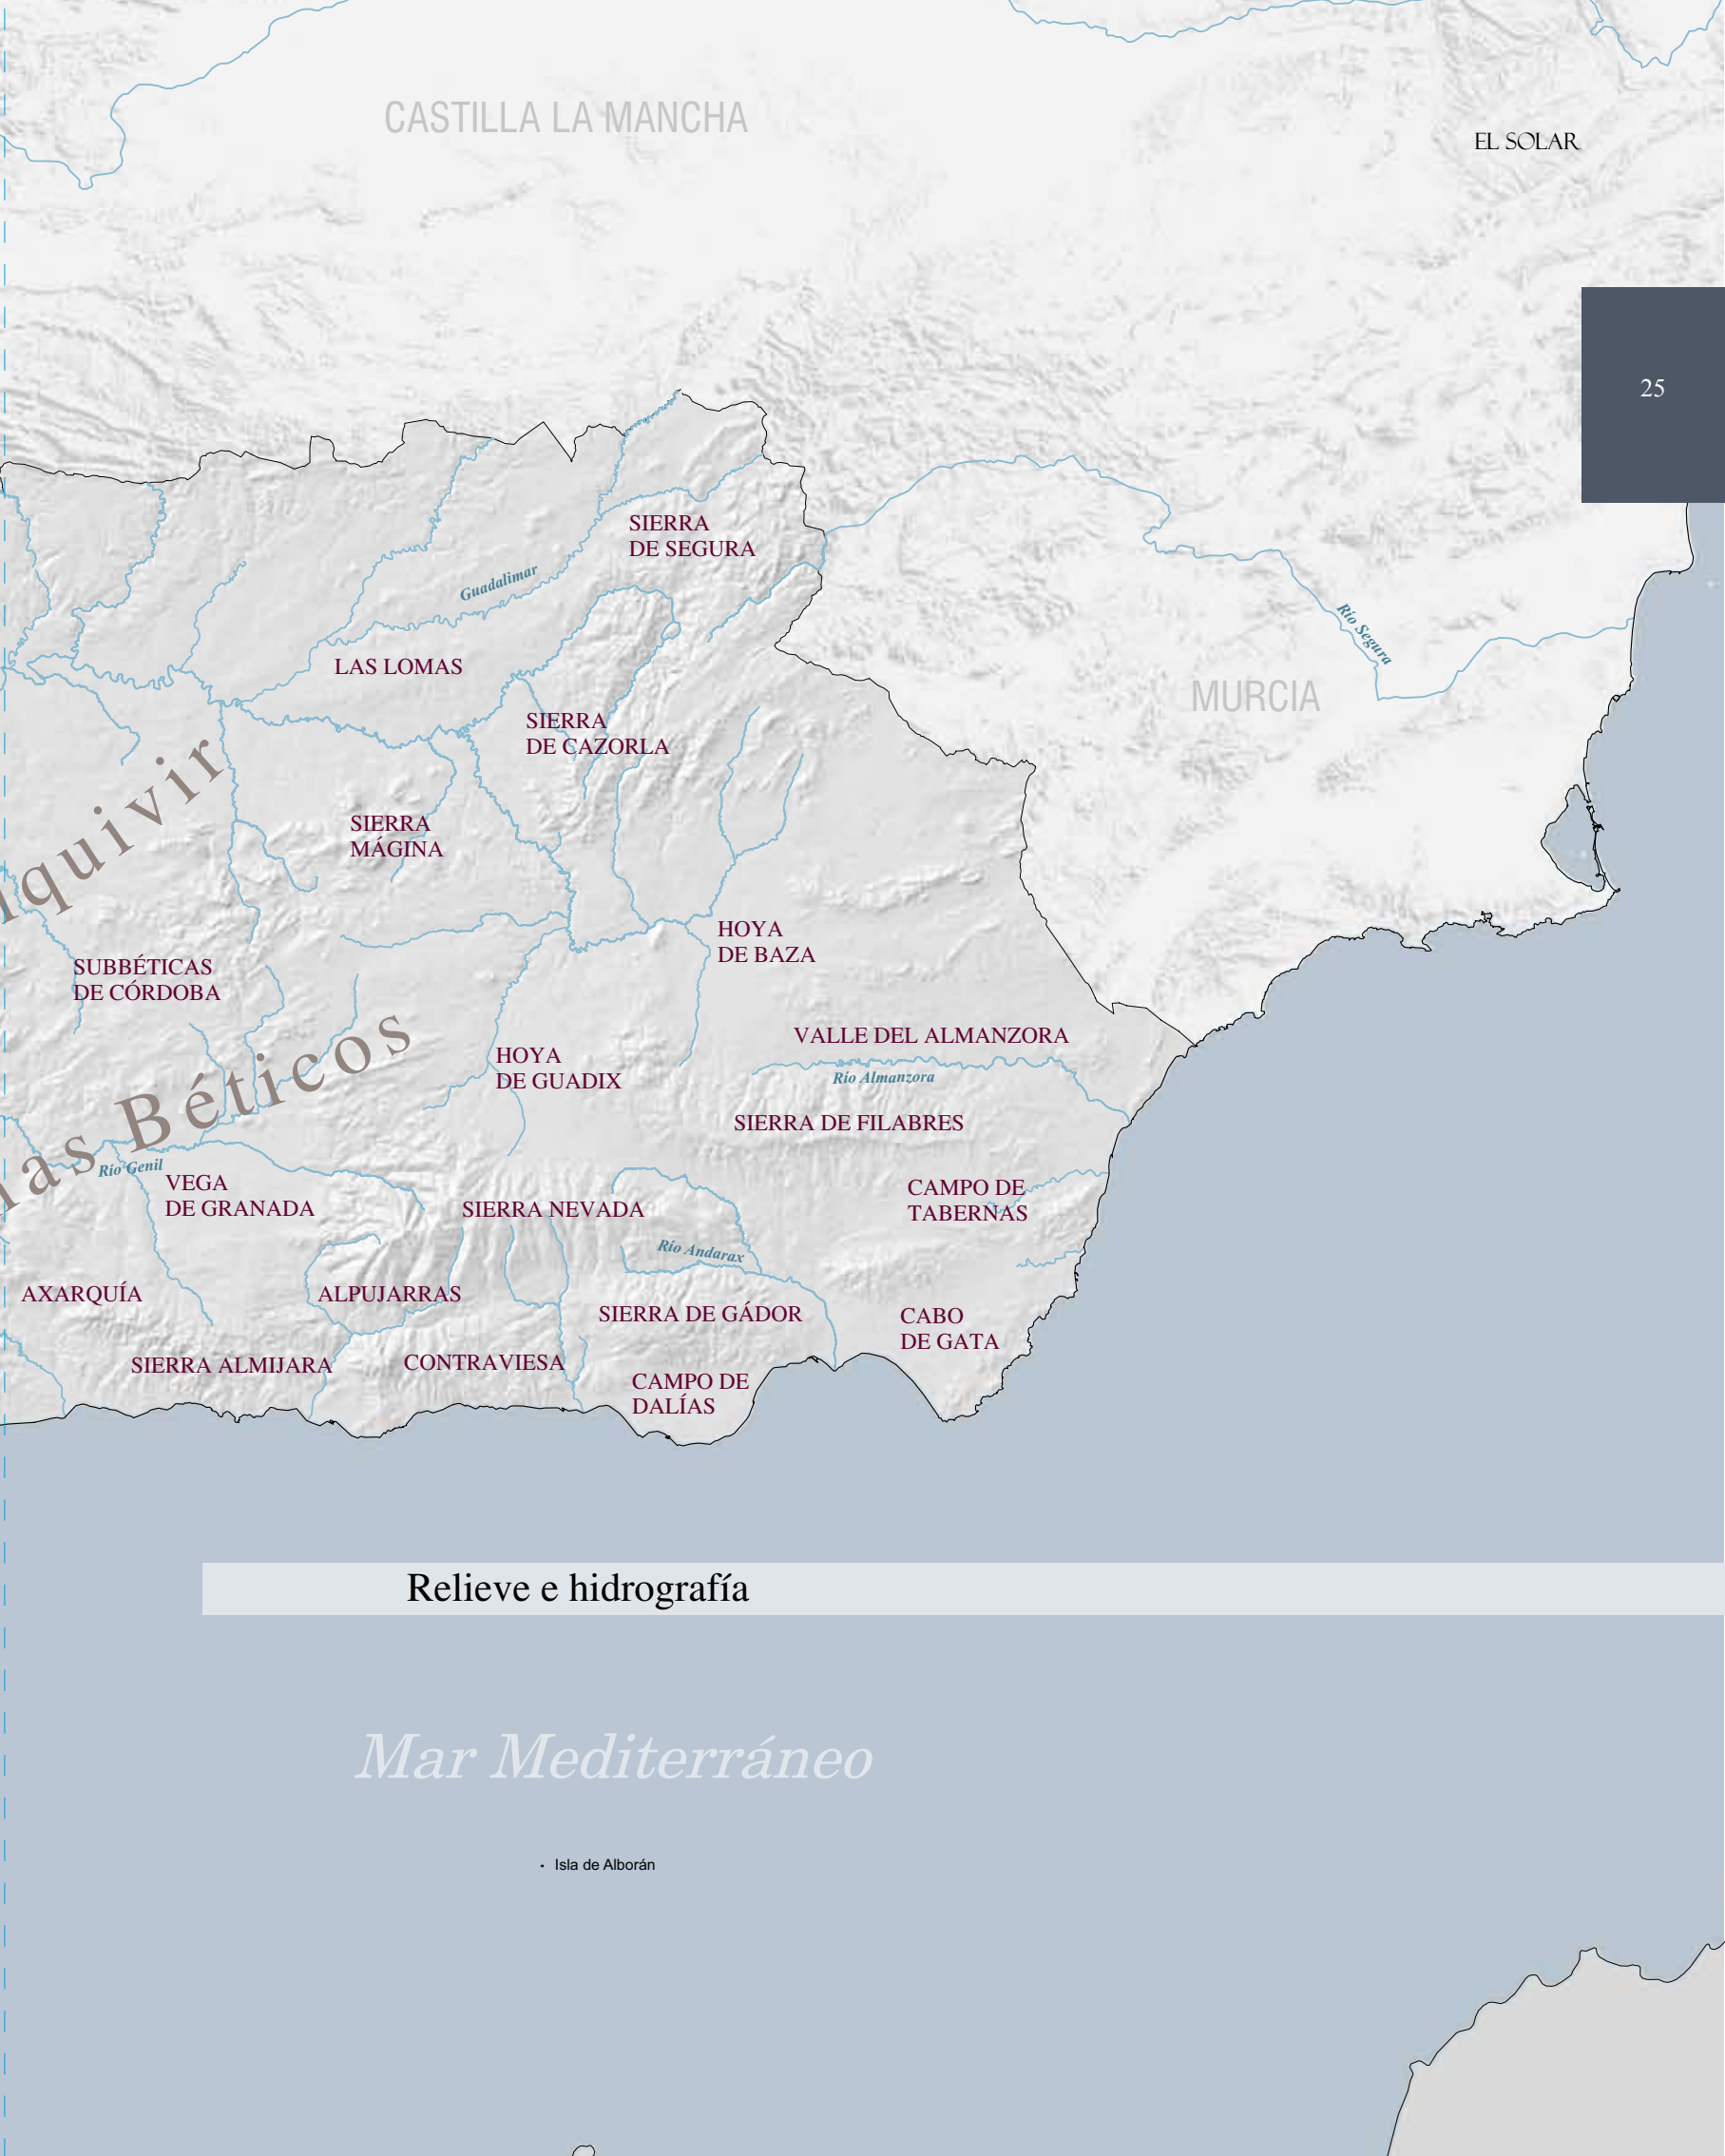 CASTILLA LA MANCHA
EL SOLAR
25
SIERRA
DE SEGURA
Guadalimar
Río Segura
LAS LOMAS
MURCIA
SIERRA
DE CAZORLA
lquivir
SIERRA
MÁGINA
HOYA
DE BAZA
SUBBÉTICAS
DE CÓRDOBA
VALLE DEL ALMANZORA
HOYA
DE GUADIX
Río Almanzora
as Béticos
SIERRA DE FILABRES
Río Genil
VEGA
DE GRANADA
SIERRA NEVADA
CAMPO DE
TABERNAS
Río Andarax
AXARQUÍA
ALPUJARRAS
SIERRA DE GÁDOR
CABO
DE GATA
SIERRA ALMIJARA
CONTRAVIESA
CAMPO DE
DALÍAS
Relieve e hidrografía
Mar Mediterráneo
Isla de Alborán